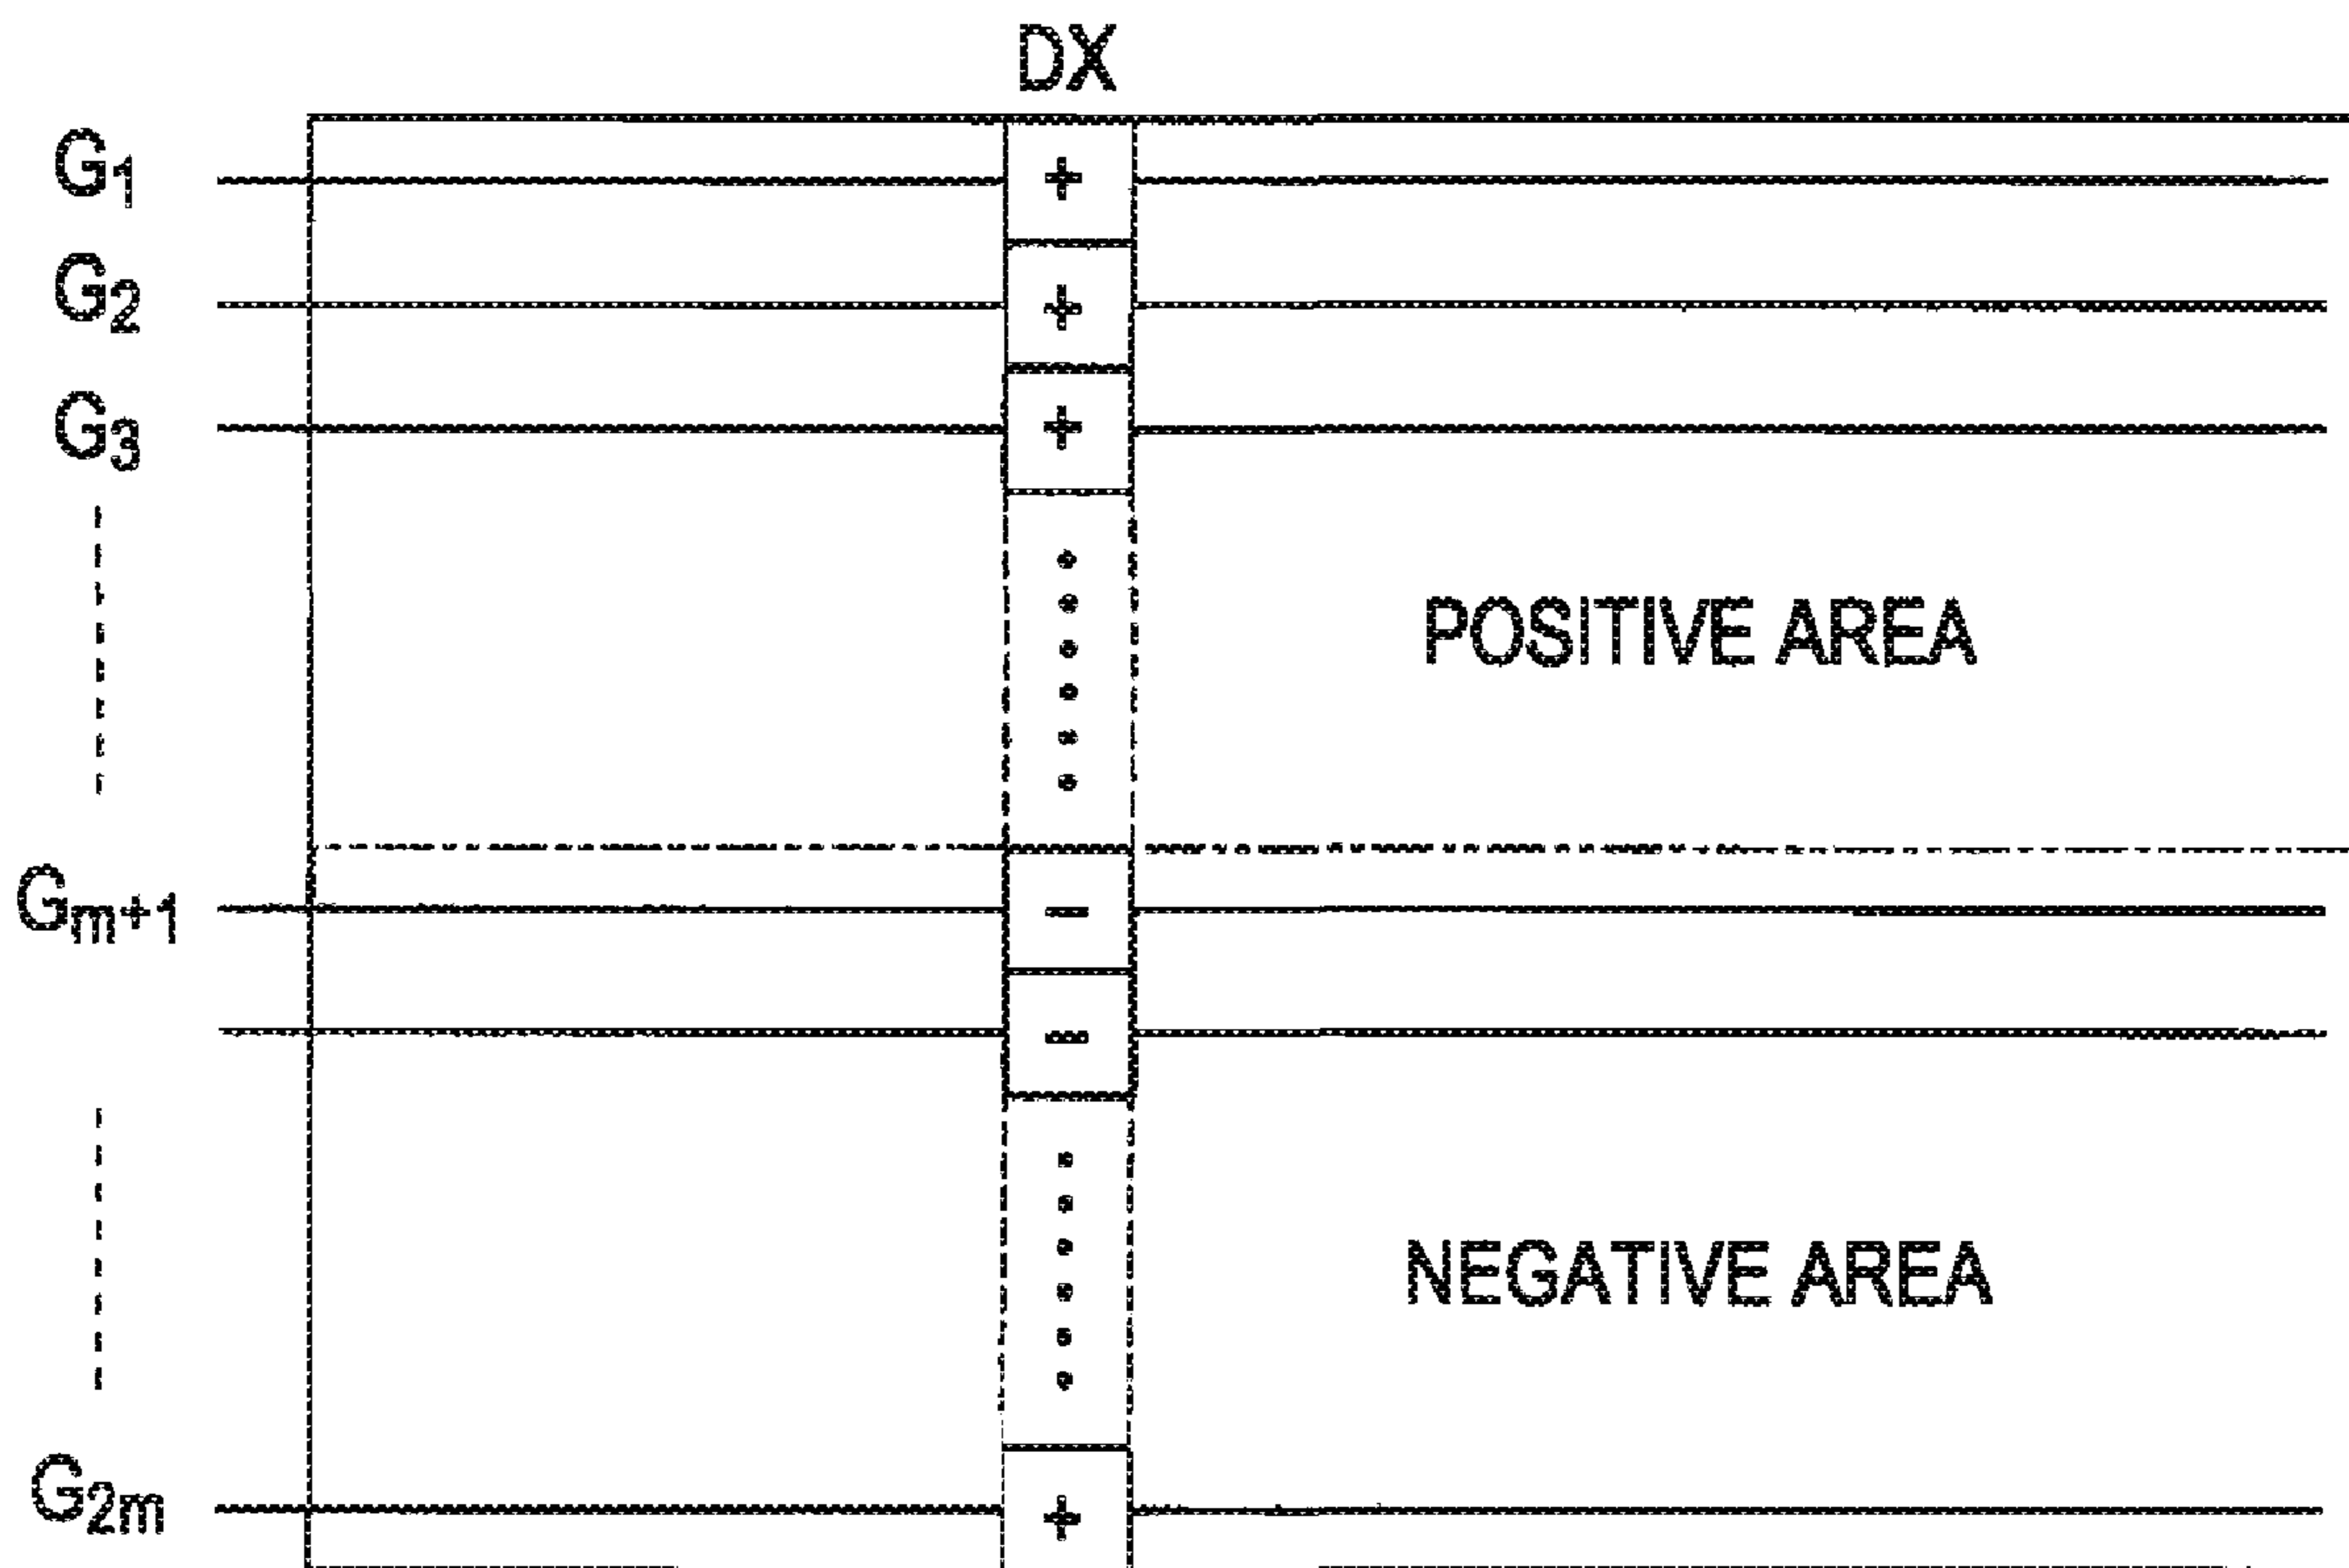 DX
G1 +
G2 +
G3 +
POSITIVE AREA
Gm+1 −
−
NEGATIVE AREA
G2m +